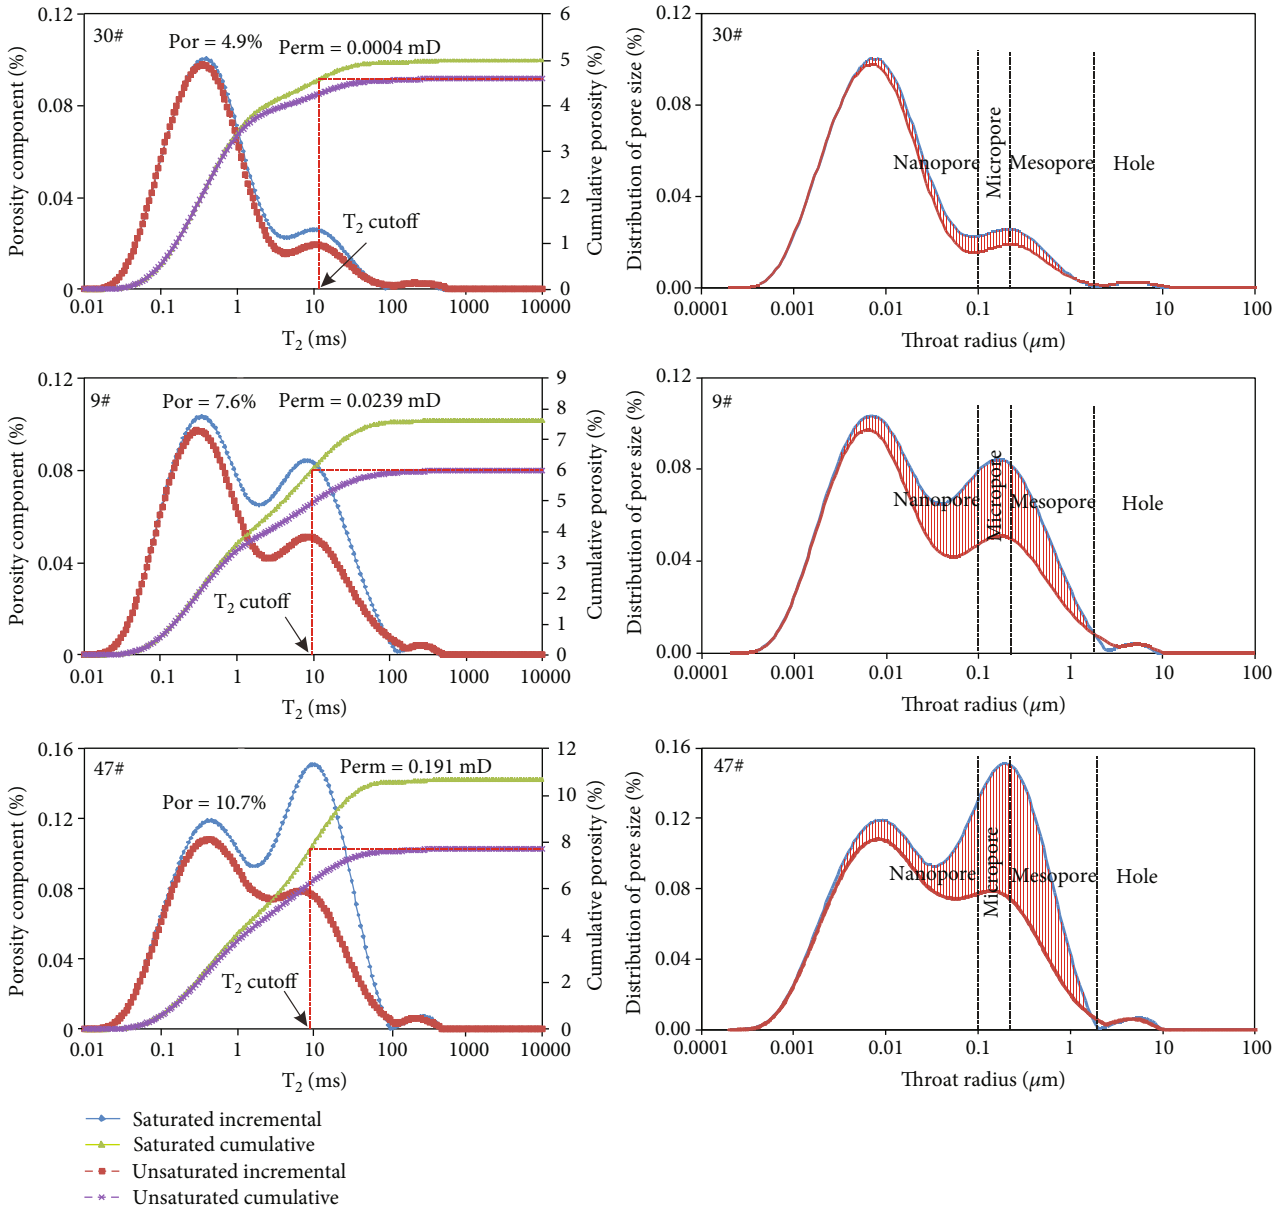 30#
Por = 4.9%
Perm = 0.0004 mD
T2 cutoff
Porosity component (%)
0.12
0.08
0.04
0
Cumulative porosity (%)
6
5
4
3
2
1
0
0.01 0.1 1 10 100 1000 10000
T2 (ms)
30#
Nanopore
Micropore
Mesopore
Hole
Distribution of pore size (%)
0.12
0.08
0.04
0.00
0.0001 0.001 0.01 0.1 1 10 100
Throat radius (μm)
9#
Por = 7.6%
Perm = 0.0239 mD
T2 cutoff
Porosity component (%)
0.12
0.08
0.04
0
Cumulative porosity (%)
9
8
7
6
5
4
3
2
1
0
0.01 0.1 1 10 100 1000 10000
T2 (ms)
9#
Nanopore
Micropore
Mesopore
Hole
Distribution of pore size (%)
0.12
0.08
0.04
0.00
0.0001 0.001 0.01 0.1 1 10 100
Throat radius (μm)
47#
Por = 10.7%
Perm = 0.191 mD
T2 cutoff
Porosity component (%)
0.16
0.12
0.08
0.04
0
Cumulative porosity (%)
12
10
8
6
4
2
0
0.01 0.1 1 10 100 1000 10000
T2 (ms)
47#
Nanopore
Micropore
Mesopore
Hole
Distribution of pore size (%)
0.16
0.12
0.08
0.04
0.00
0.0001 0.001 0.01 0.1 1 10 100
Throat radius (μm)
Saturated incremental
Saturated cumulative
Unsaturated incremental
Unsaturated cumulative